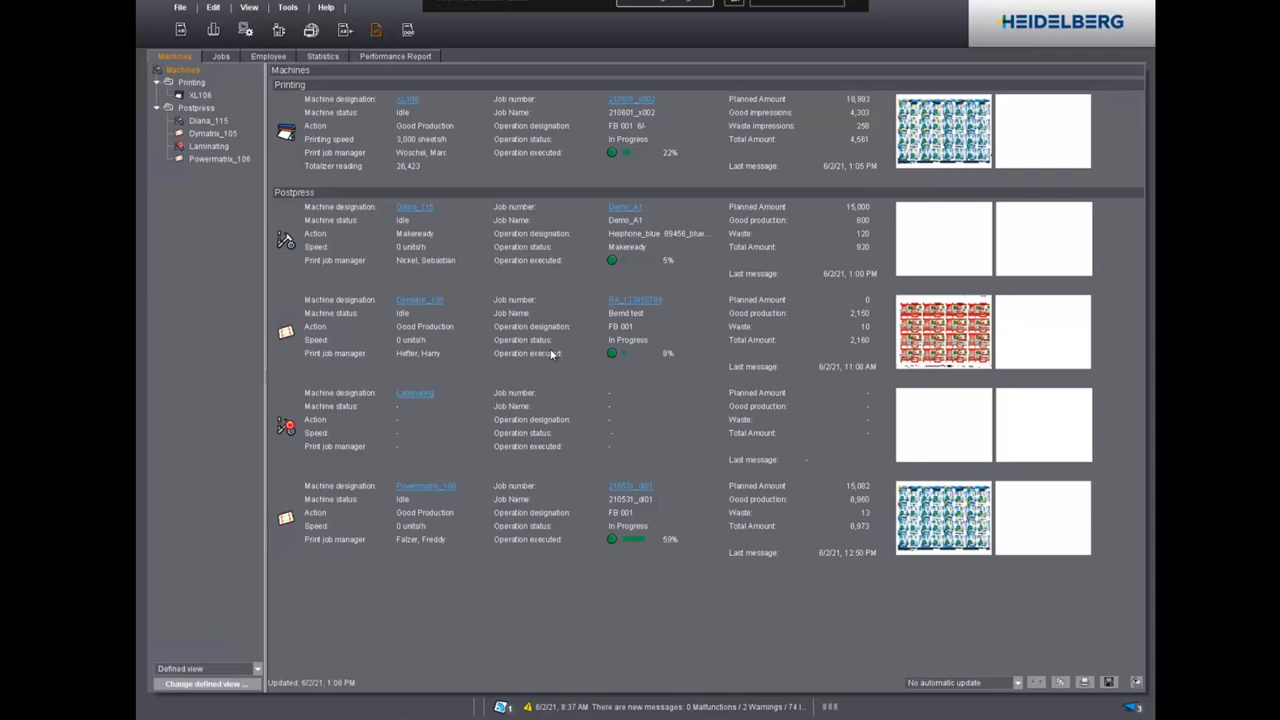 File Edit View Tools Help
HEIDELBERG
Machines Jobs Employee Statistics Performance Report
Machines
Printing
XL106
Postpress
Diana_115
Dymatrix_105
Laminating
Powermatrix_106
Machines
Printing
Machine designation: XL106 Job number: 210601_x002 Planned Amount 18,893
Machine status: Idle Job Name: 210601_x002 Good impressions: 4,303
Action Good Production Operation designation: FB 001 6/- Waste impressions: 258
Printing speed 3,000 sheets/h Operation status: In Progress Total Amount: 4,561
Print job manager Woschel, Marc Operation executed: 22%
Totalizer reading 26,423 Last message: 6/2/21, 1:05 PM
Postpress
Machine designation: Diana_115 Job number: Demo_A1 Planned Amount 15,000
Machine status: Idle Job Name: Demo_A1 Good production: 800
Action Makeready Operation designation: Heiphone_blue 89456_blue... Waste: 120
Speed: 0 units/h Operation status: Makeready Total Amount: 920
Print job manager Nickel, Sebastian Operation executed: 5%
Last message: 6/2/21, 1:00 PM
Machine designation: Dymatrix_105 Job number: RA_123456789 Planned Amount 0
Machine status: Idle Job Name: Bernd test Good production: 2,150
Action Good Production Operation designation: FB 001 Waste: 10
Speed: 0 units/h Operation status: In Progress Total Amount: 2,160
Print job manager Hefter, Harry Operation executed: 8%
Last message: 6/2/21, 11:08 AM
Machine designation: Laminating Job number: - Planned Amount -
Machine status: - Job Name: - Good production: -
Action - Operation designation: - Waste: -
Speed: - Operation status: - Total Amount: -
Print job manager - Operation executed: -
Last message: -
Machine designation: Powermatrix_106 Job number: 210531_dl01 Planned Amount 15,082
Machine status: Idle Job Name: 210531_dl01 Good production: 8,960
Action Good Production Operation designation: FB 001 Waste: 13
Speed: 0 units/h Operation status: In Progress Total Amount: 8,973
Print job manager Falzer, Freddy Operation executed: 59%
Last message: 6/2/21, 12:50 PM
Defined view
Change defined view ...
Updated: 6/2/21, 1:06 PM
No automatic update
1 6/2/21, 8:37 AM There are new messages: 0 Malfunctions / 2 Warnings / 74 I... 3